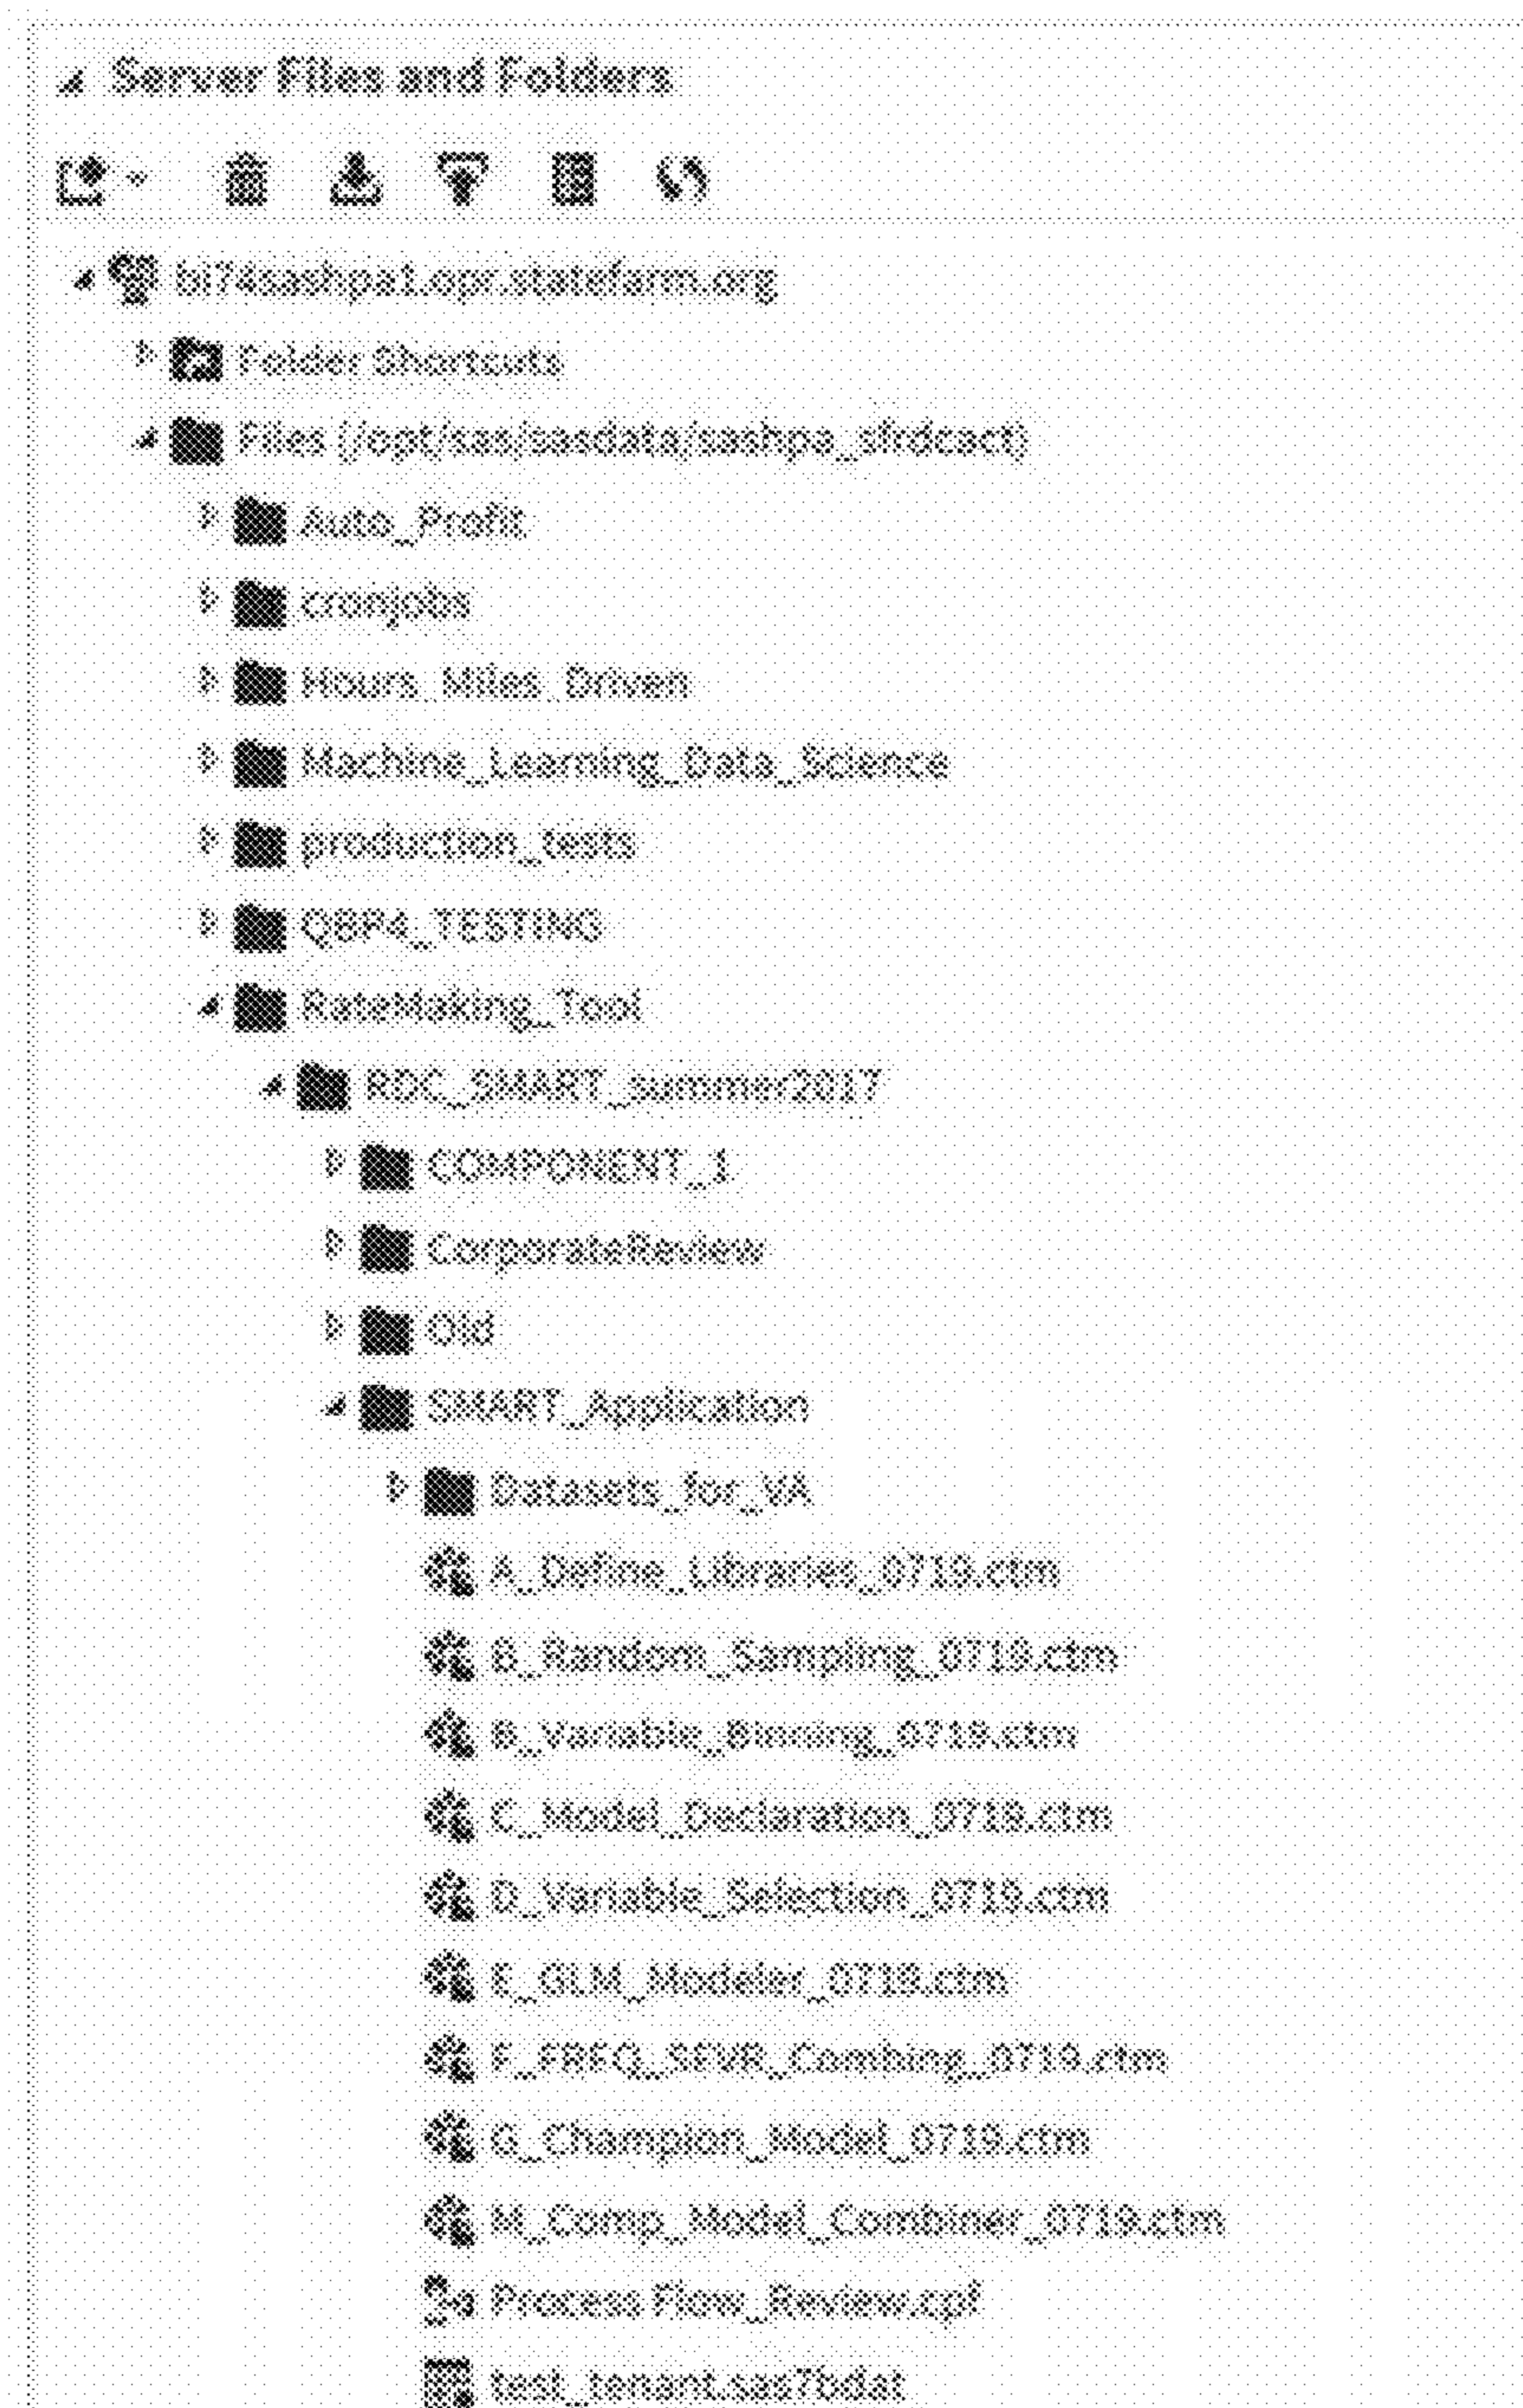 Server Files and Folders
bi74sashpa1.opr.statefarm.org
Folder Shortcuts
Files (/opt/sas/sasdata/sashpa_sfrdcact)
Auto_Profit
cronjobs
Hours_Miles_Driven
Machine_Learning_Data_Science
production_tests
QBP4_TESTING
RateMaking_Tool
RDC_SMART_summer2017
COMPONENT_1
CorporateReview
Old
SMART_Application
Datasets_for_VA
A_Define_Libraries_0719.ctm
B_Random_Sampling_0719.ctm
B_Variable_Binning_0719.ctm
C_Model_Declaration_0719.ctm
D_Variable_Selection_0719.ctm
E_GLM_Modeler_0719.ctm
F_FREQ_SEVR_Combing_0719.ctm
G_Champion_Model_0719.ctm
M_Comp_Model_Combiner_0719.ctm
Process Flow_Review.cpf
test_tenant.sas7bdat